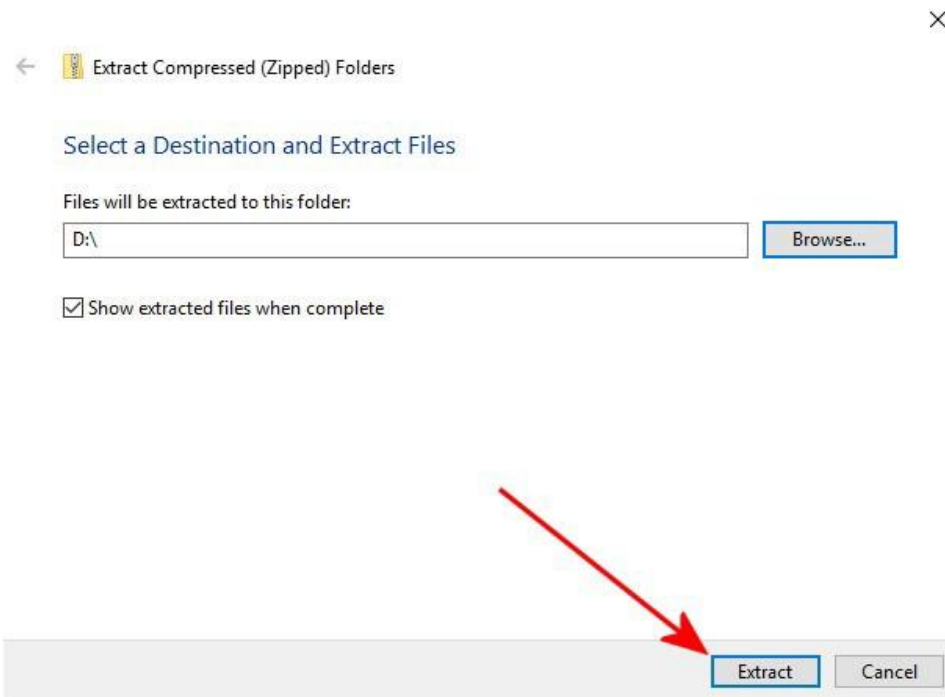 Extract Compressed (Zipped) Folders
Select a Destination and Extract Files
Files will be extracted to this folder:
D:\
Browse...
Show extracted files when complete
Extract
Cancel